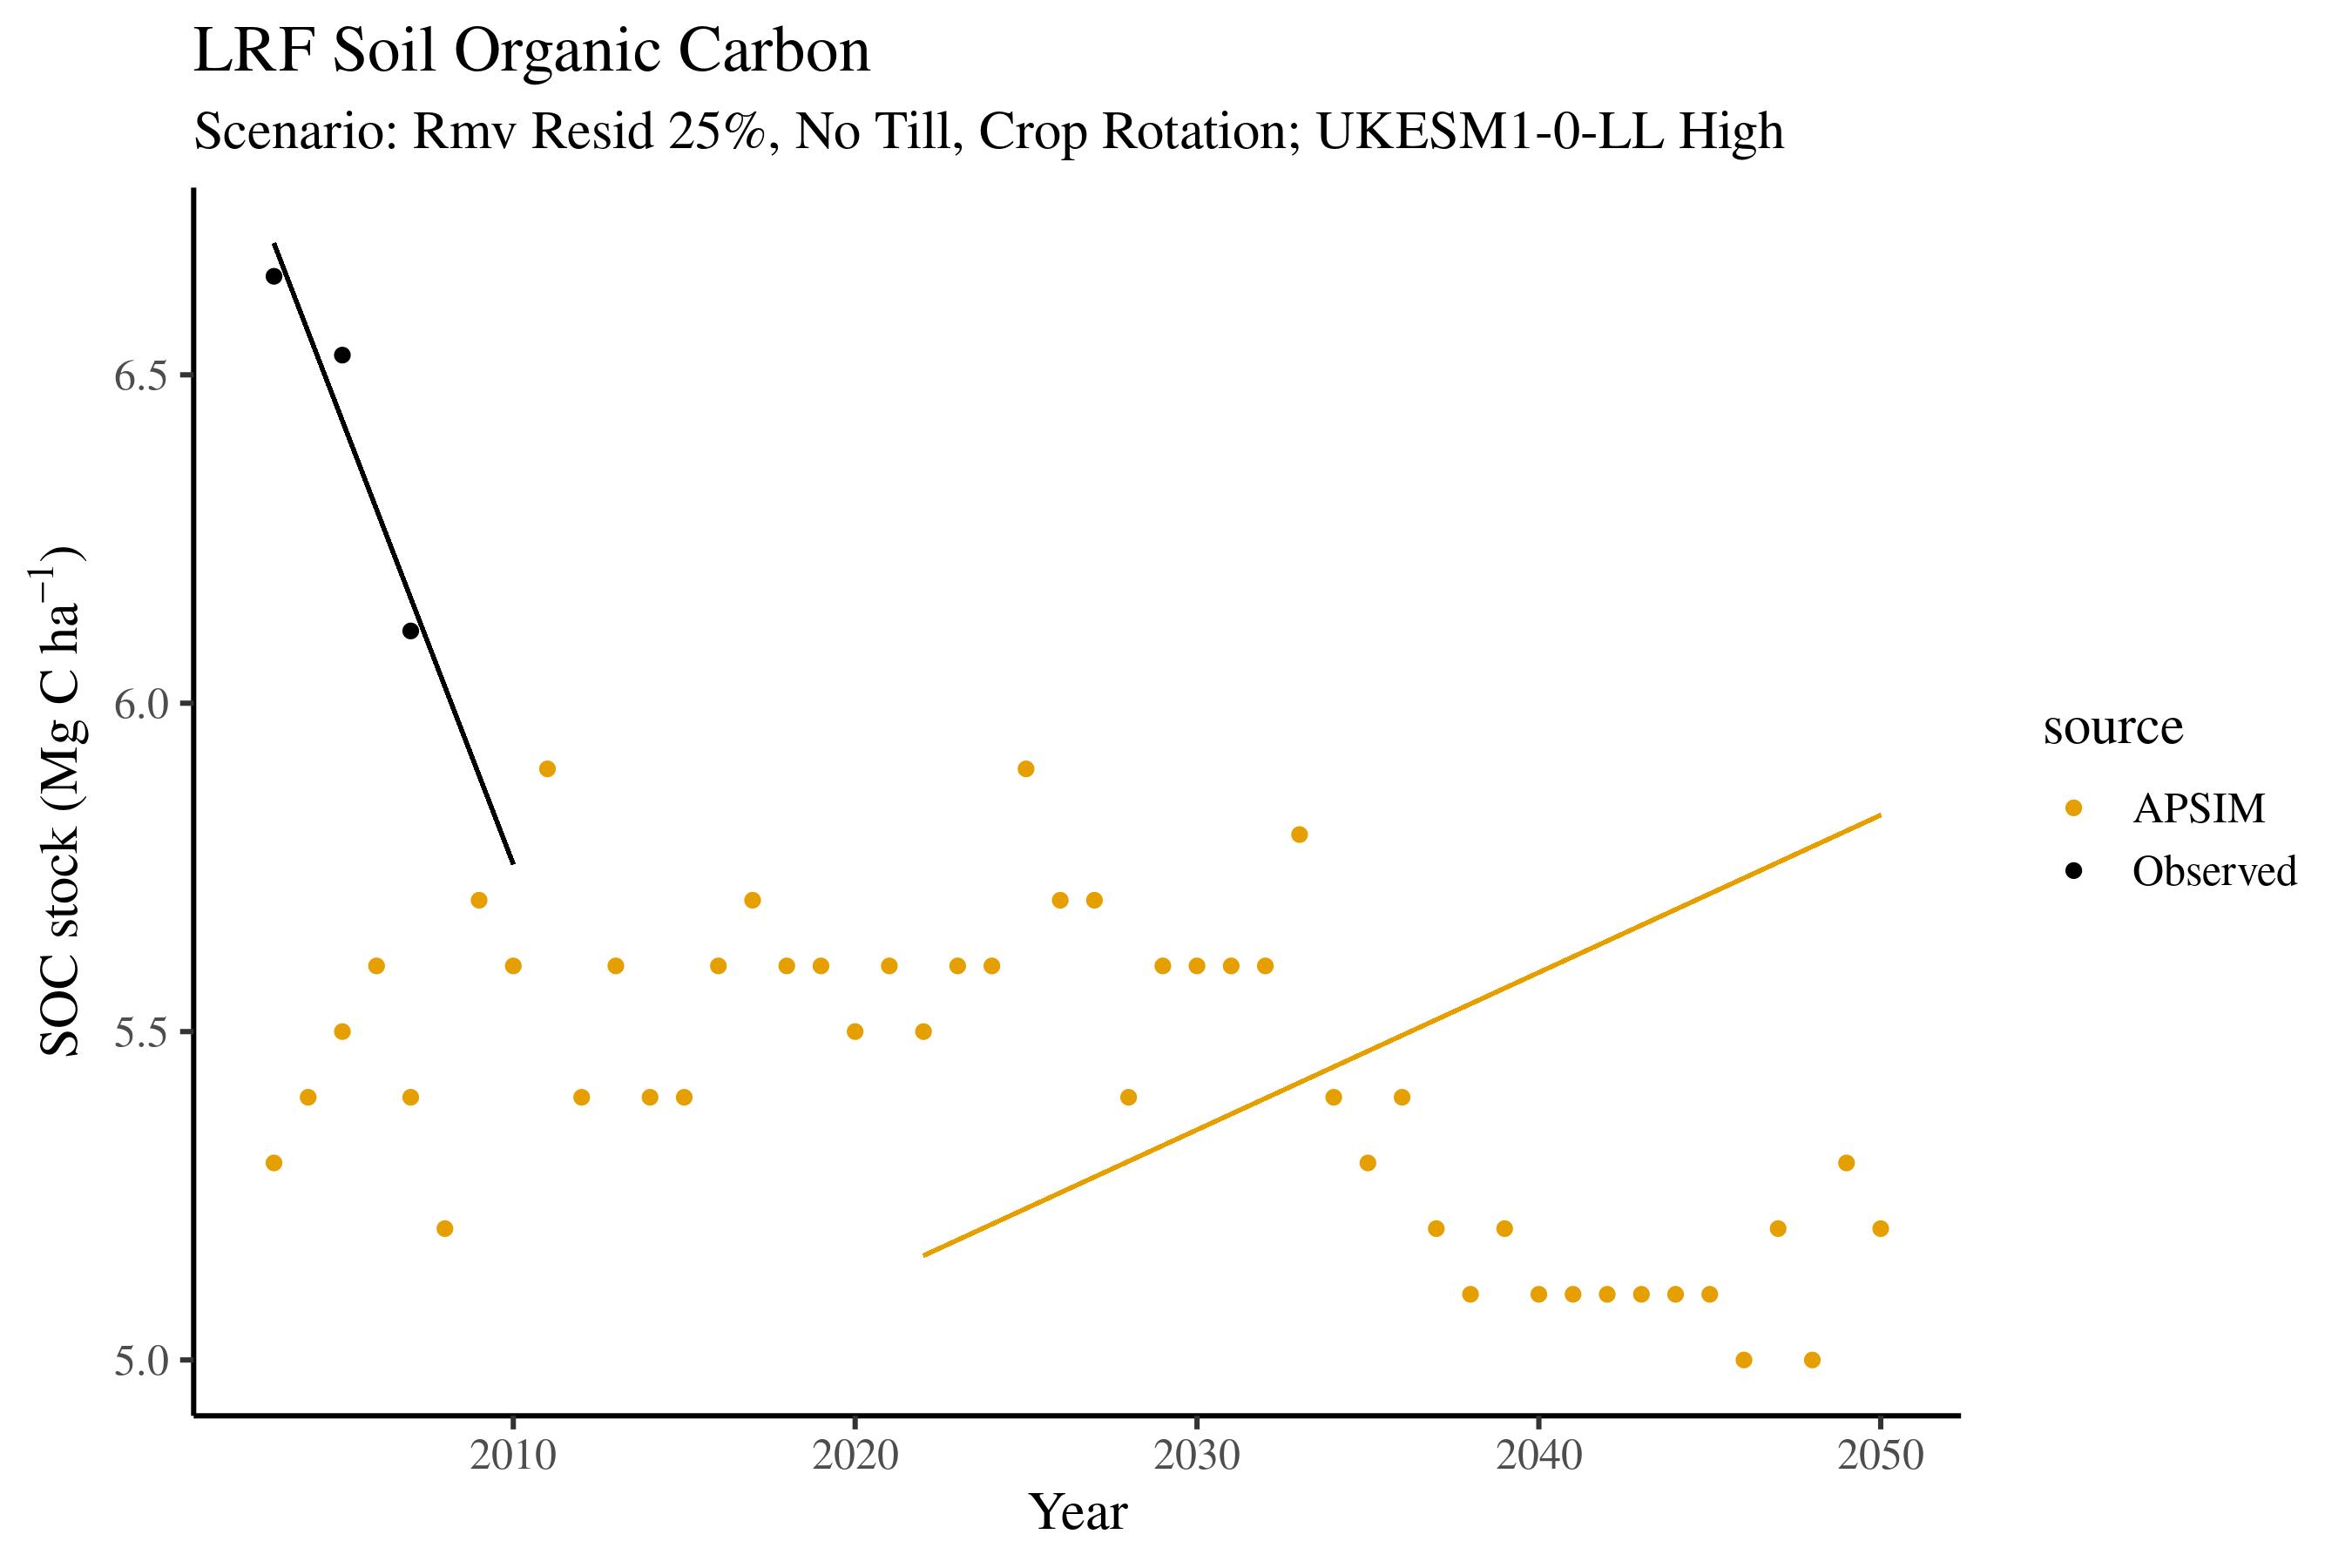 LRF Soil Organic Carbon
Scenario: Rmv Resid 25%, No Till, Crop Rotation; UKESM1-0-LL High
SOC stock (Mg C ha⁻¹)
6.5
6.0
5.5
5.0
2010 2020 2030 2040 2050
Year
source
APSIM
Observed